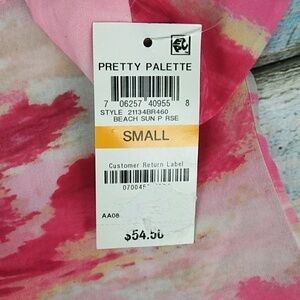 PRETTY PALETTE
7 06257 40955 8
STYLE 21134BR460
BEACH SUN P RSE
SMALL
Customer Return Label
AA08
$54.50